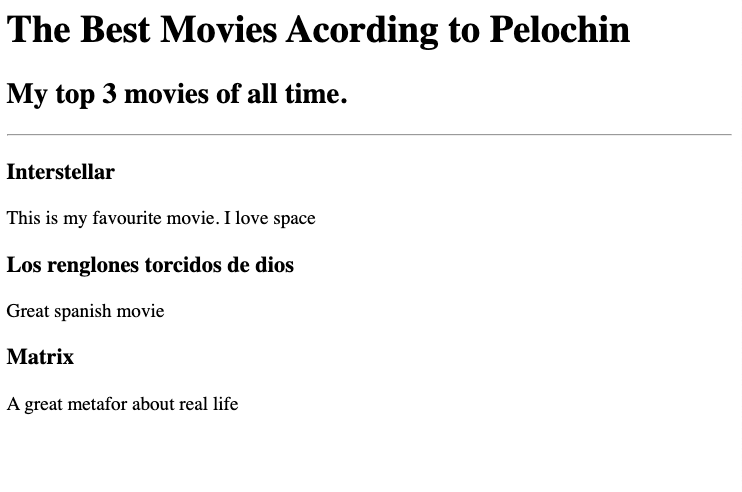 The Best Movies Acording to Pelochin
My top 3 movies of all time.
Interstellar
This is my favourite movie. I love space
Los renglones torcidos de dios
Great spanish movie
Matrix
A great metafor about real life